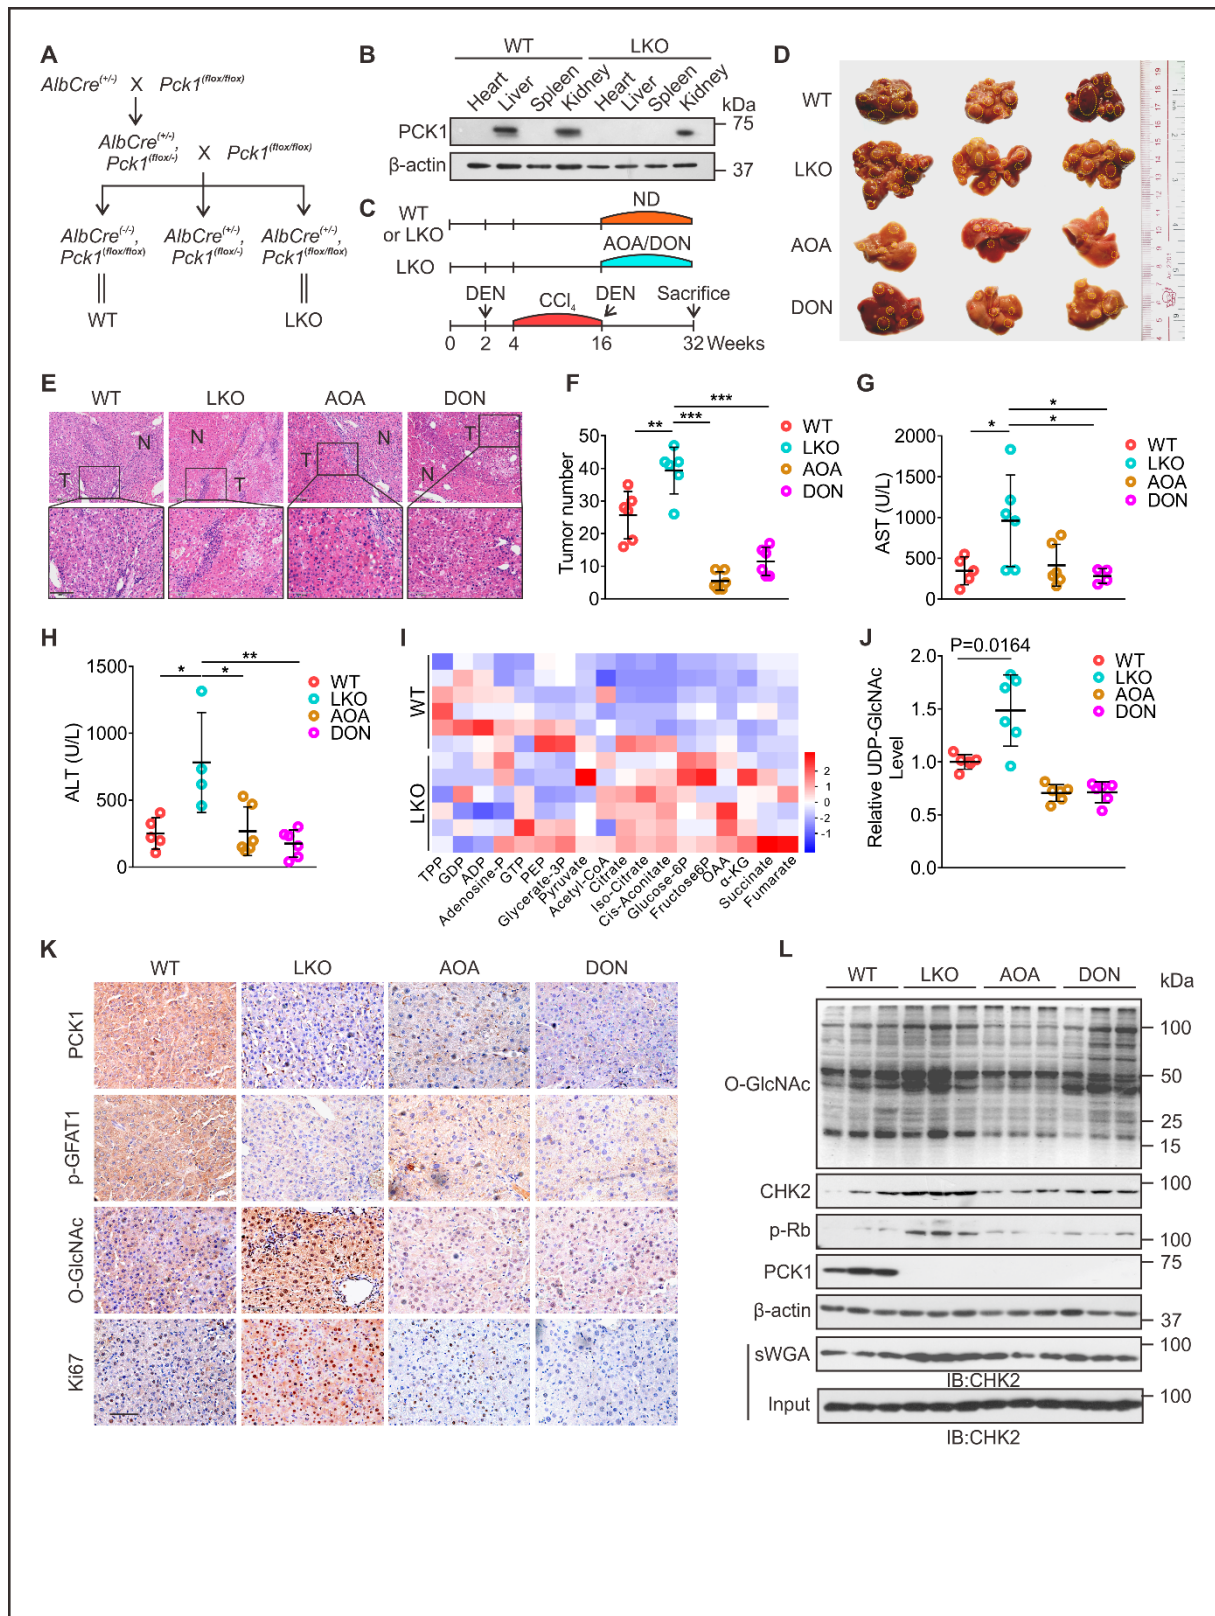 A
AlbCre(+/-) X Pck1(flox/flox)
AlbCre(+/-),
Pck1(flox/-) X Pck1(flox/flox)
AlbCre(-/-), AlbCre(+/-), AlbCre(+/-),
Pck1(flox/flox) Pck1(flox/-) Pck1(flox/flox)
WT LKO
B
WT LKO
Heart Liver Spleen Kidney Heart Liver Spleen Kidney kDa
PCK1 75
β-actin 37
C
WT or LKO ND
LKO AOA/DON
DEN CCl4 DEN Sacrifice
0 2 4 16 32 Weeks
D
WT
LKO
AOA
DON
E
WT LKO AOA DON
N N T N T
T T N
F
*** 
** ***
WT
LKO
AOA
DON
Tumor number
50
40
30
20
10
0
G
*
* *
WT
LKO
AOA
DON
AST (U/L)
2000
1500
1000
500
0
H
**
* *
WT
LKO
AOA
DON
ALT (U/L)
1500
1000
500
0
I
WT
LKO
2
1
0
-1
TPP GDP ADP Adenosine-P GTP PEP Glycerate-3P Pyruvate Acetyl-CoA Citrate Iso-Citrate Cis-Aconitate Glucose-6P Fructose6P OAA α-KG Succinate Fumarate
J
P=0.0164
WT
LKO
AOA
DON
Relative UDP-GlcNAc
Level
2.0
1.5
1.0
0.5
0.0
K
WT LKO AOA DON
PCK1
p-GFAT1
O-GlcNAc
Ki67
L
WT LKO AOA DON kDa
O-GlcNAc 100
50
25
15
CHK2 100
p-Rb 100
PCK1 75
β-actin 37
sWGA 100
IB:CHK2
Input 100
IB:CHK2